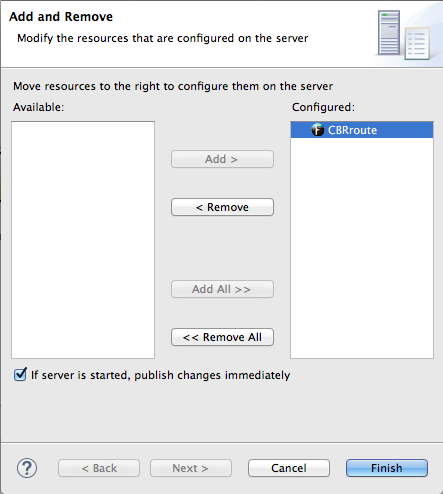 Add and Remove
Modify the resources that are configured on the server
Move resources to the right to configure them on the server
Available:
Configured:
CBRroute
Add >
< Remove
Add All >>
<< Remove All
If server is started, publish changes immediately
?
< Back
Next >
Cancel
Finish